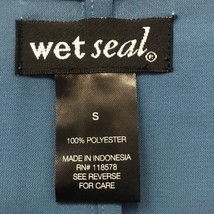 wet seal®
S
100% POLYESTER
MADE IN INDONESIA
RN# 118578
SEE REVERSE
FOR CARE